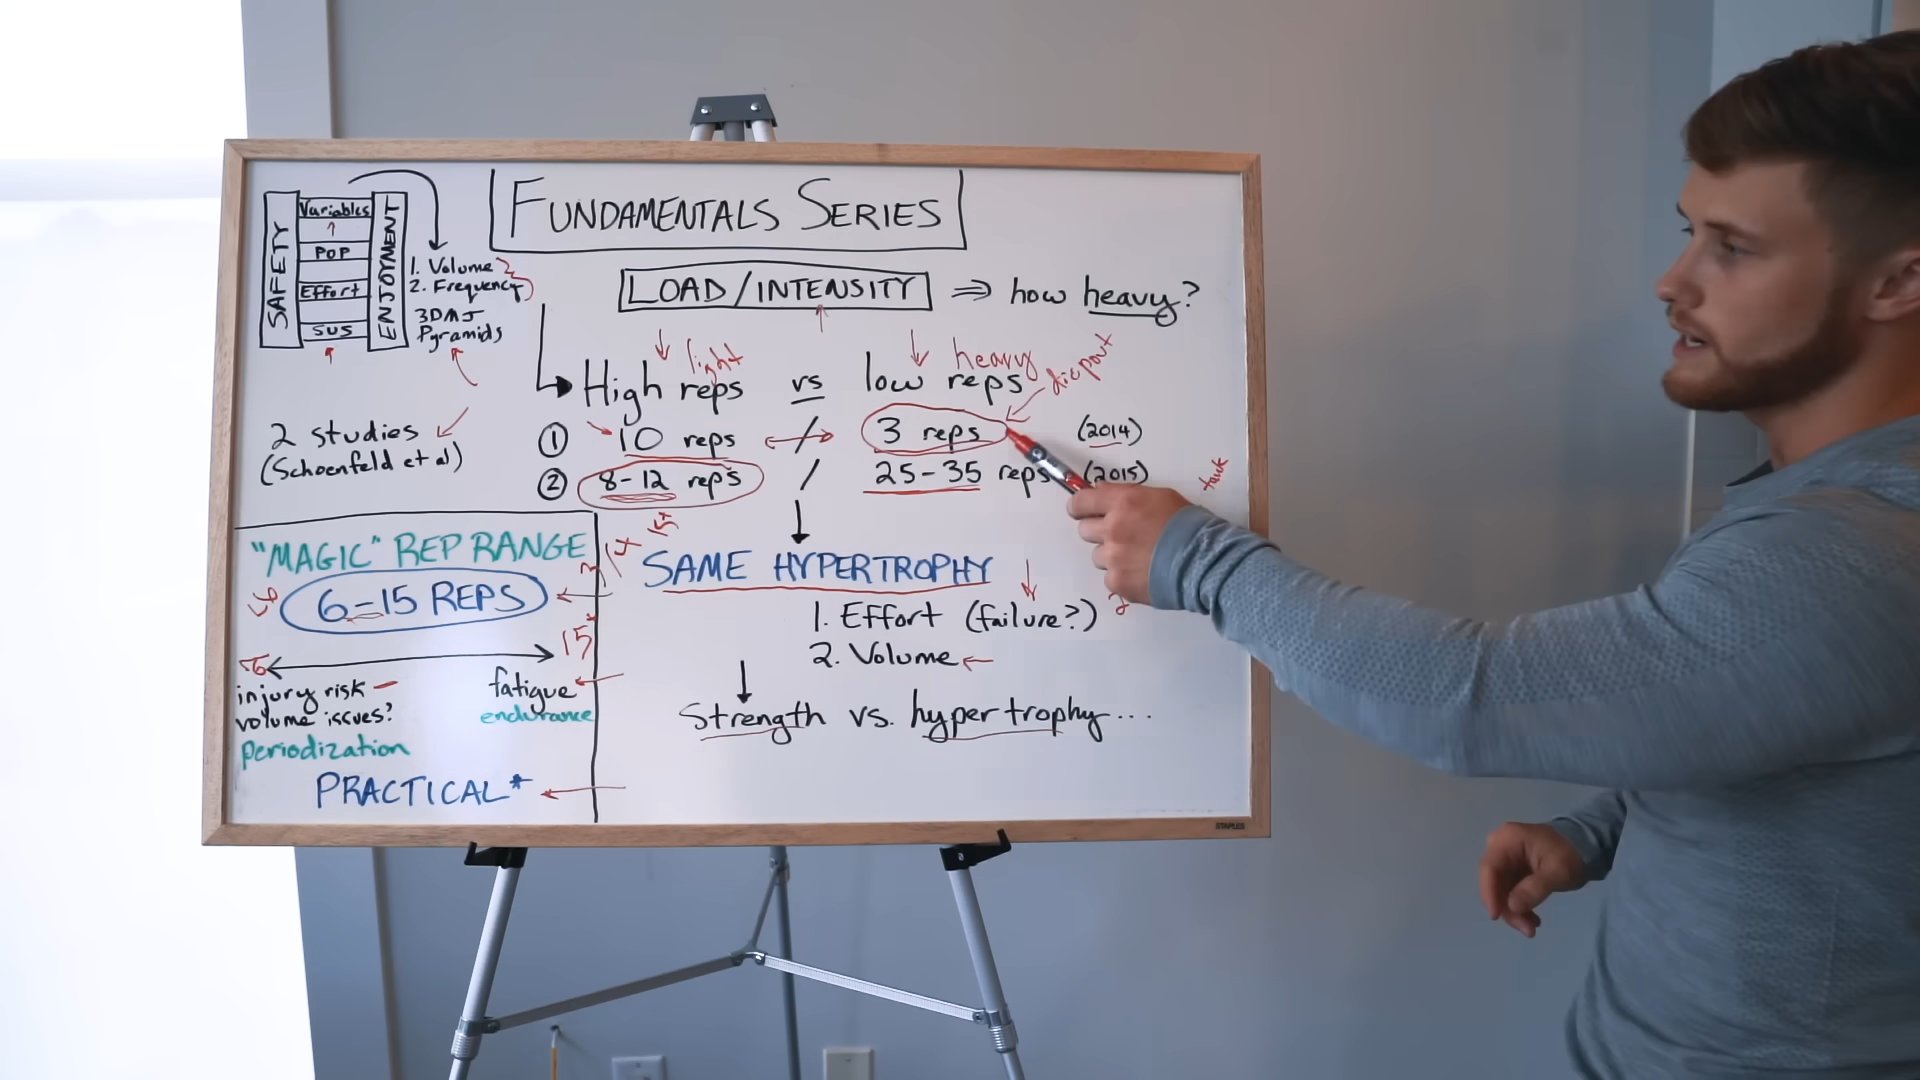 FUNDAMENTALS SERIES
SAFETY
Variables
POP
Effort
SUS
ENJOYMENT
1. Volume
2. Frequency
3DMJ
Pyramids
LOAD/INTENSITY ⇒ how heavy?
light
heavy
High reps vs low reps
2 studies
(Schoenfeld et al)
① 10 reps / 3 reps (2014)
② 8-12 reps / 25-35 reps (2015)
"MAGIC" REP RANGE
6-15 REPS
15+
injury risk
volume issues?
periodization
fatigue
endurance
PRACTICAL*
SAME HYPERTROPHY
1. Effort (failure?)
2. Volume
Strength vs. hypertrophy...
STAPLES